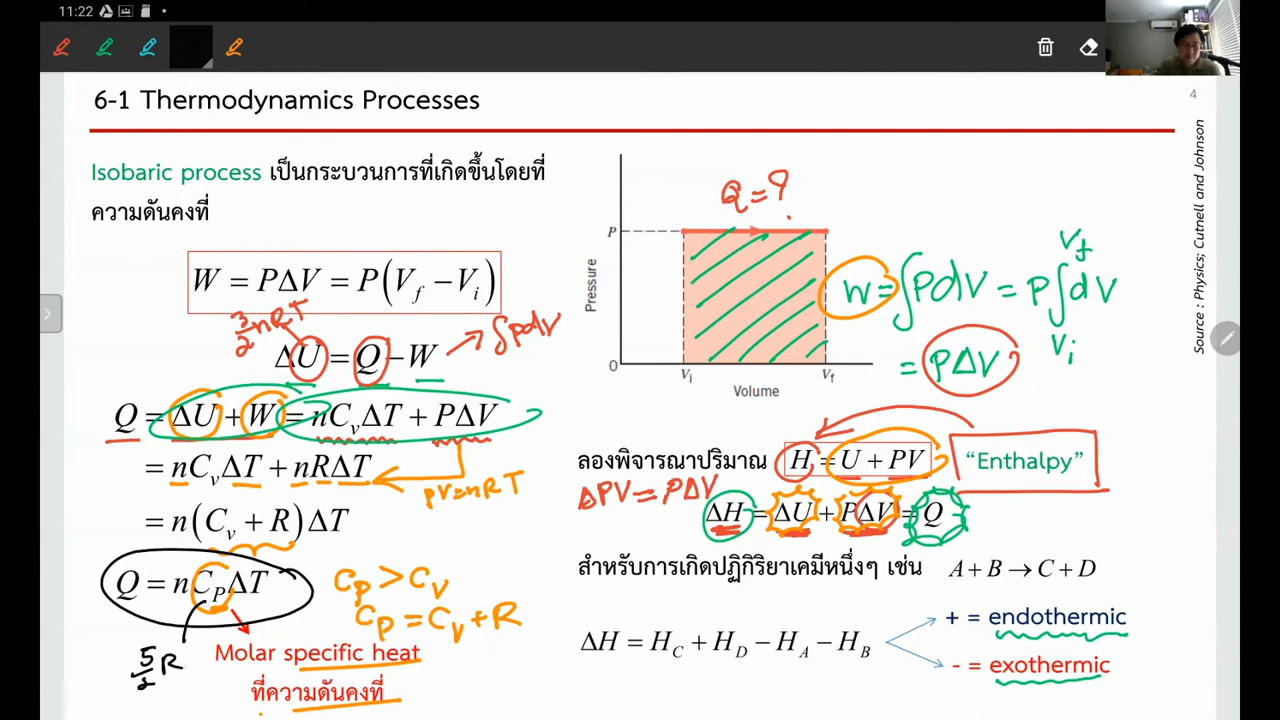 11:22
6-1 Thermodynamics Processes
4
Isobaric process เป็นกระบวนการที่เกิดขึ้นโดยที่
ความดันคงที่
W = PΔV = P(V_f − V_i)
3/2 nRT
ΔU = Q − W
∫PdV
Q = ΔU + W = nC_vΔT + PΔV
= nC_vΔT + nRΔT
PV = nRT
= n(C_v + R)ΔT
Q = nC_PΔT
C_P > C_V
C_P = C_V + R
5/2 R
Molar specific heat
ที่ความดันคงที่
Q = ?
Pressure
P
0
V_i
V_f
Volume
W = ∫PdV = P∫dV
V_f
V_i
= PΔV
Source : Physics; Cutnell and Johnson
ลองพิจารณาปริมาณ H = U + PV "Enthalpy"
ΔPV = PΔV
ΔH = ΔU + PΔV = Q
สำหรับการเกิดปฏิกิริยาเคมีหนึ่งๆ เช่น A + B → C + D
+ = endothermic
ΔH = H_C + H_D − H_A − H_B
- = exothermic